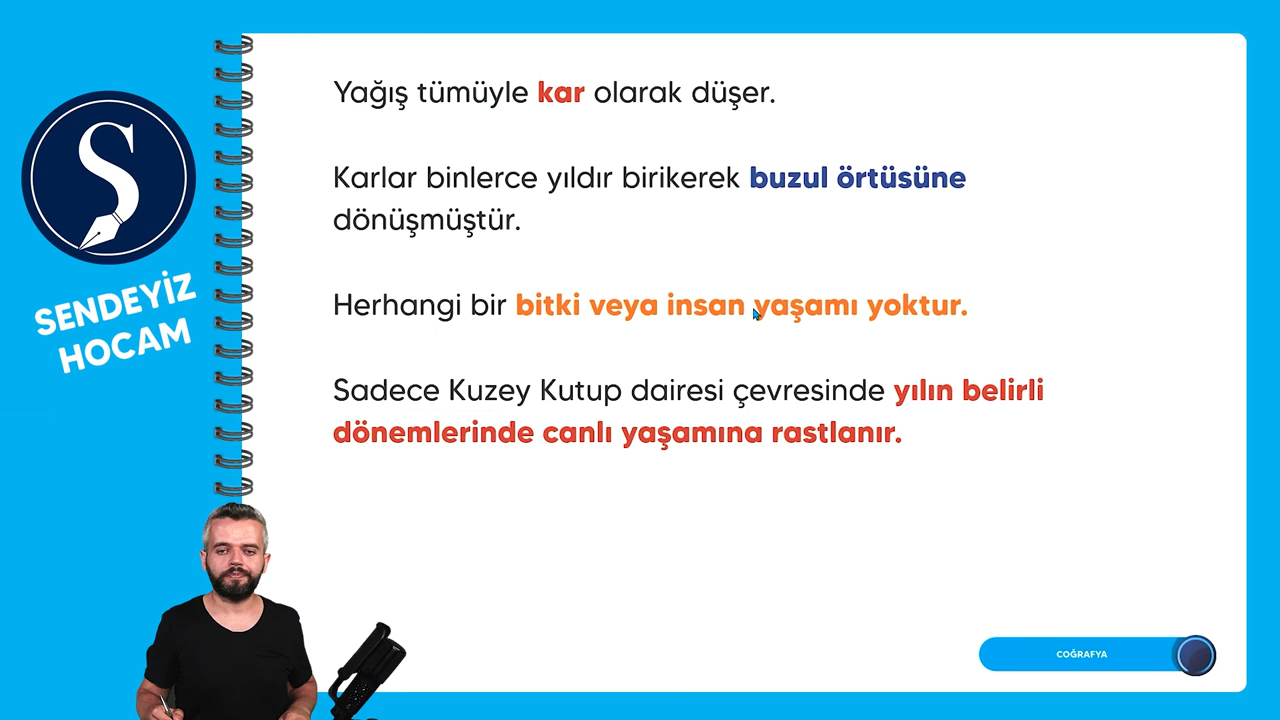 Yağış tümüyle kar olarak düşer.
Karlar binlerce yıldır birikerek buzul örtüsüne
dönüşmüştür.
Herhangi bir bitki veya insan yaşamı yoktur.
Sadece Kuzey Kutup dairesi çevresinde yılın belirli
dönemlerinde canlı yaşamına rastlanır.
S
SENDEYİZ
HOCAM
COĞRAFYA